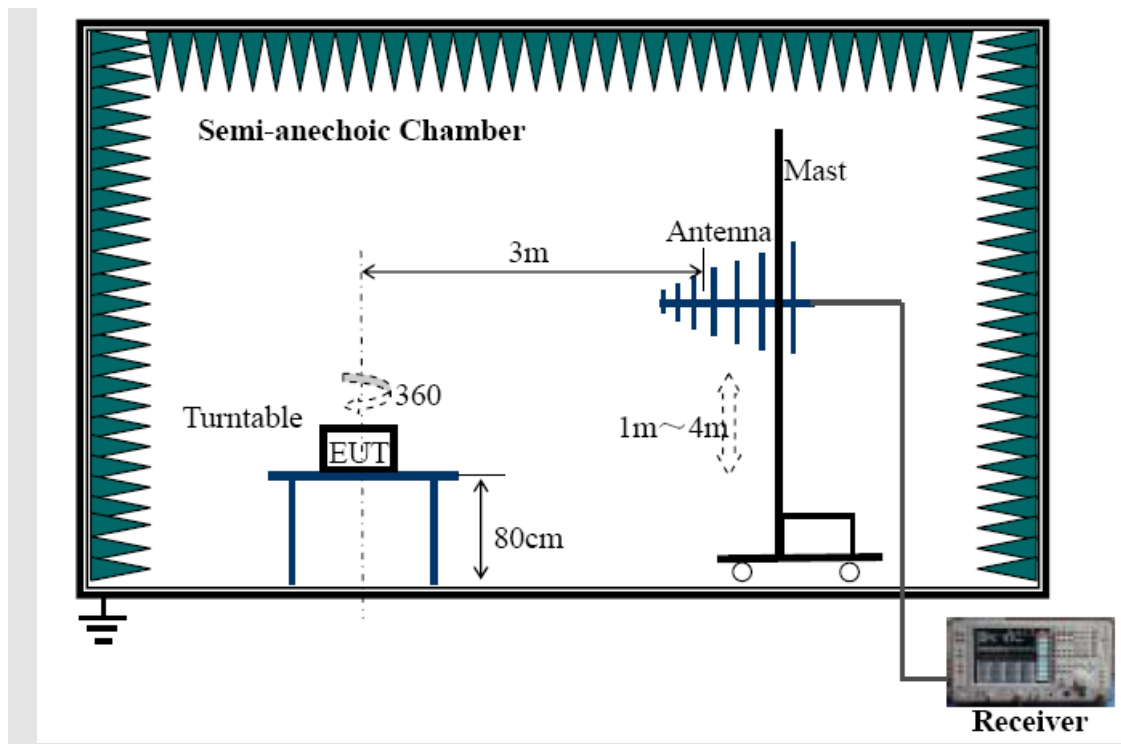 Semi-anechoic Chamber
Mast
Antenna
3m
360
Turntable
1m～4m
EUT
80cm
Receiver